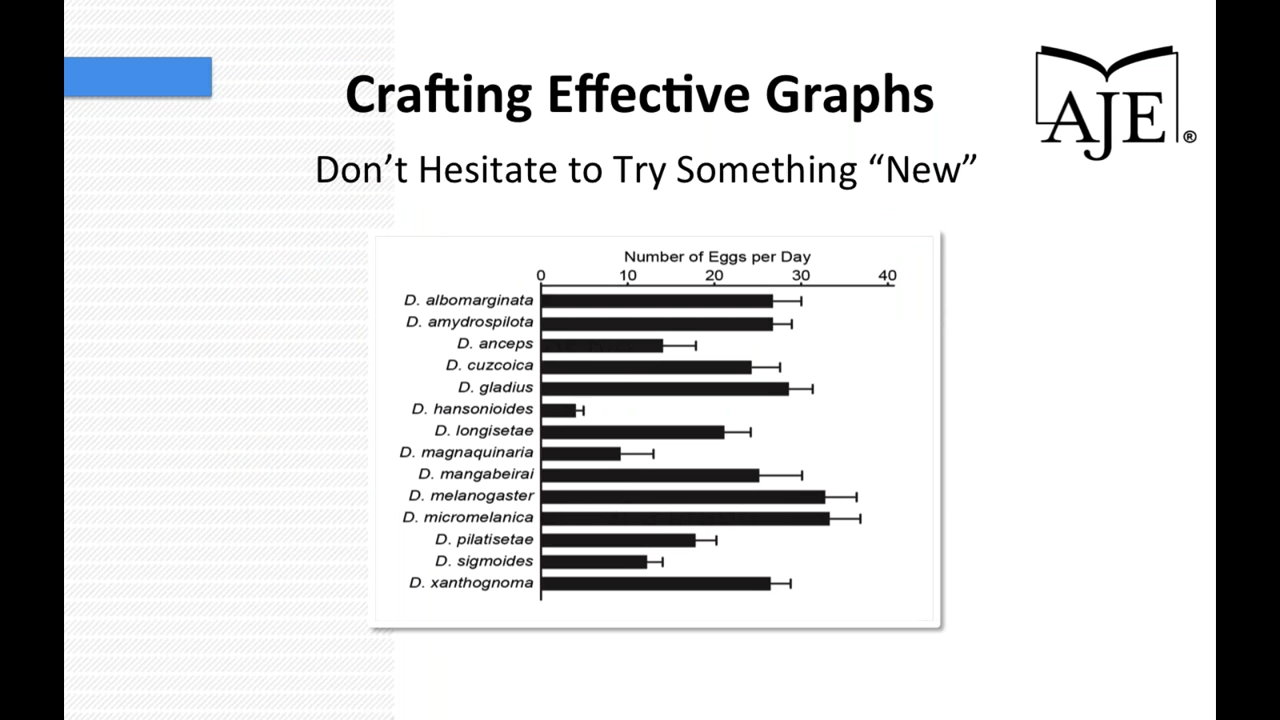 Crafting Effective Graphs
Don’t Hesitate to Try Something “New”
AJE®
Number of Eggs per Day
0 10 20 30 40
D. albomarginata
D. amydrospilota
D. anceps
D. cuzcoica
D. gladius
D. hansonioides
D. longisetae
D. magnaquinaria
D. mangabeirai
D. melanogaster
D. micromelanica
D. pilatisetae
D. sigmoides
D. xanthognoma